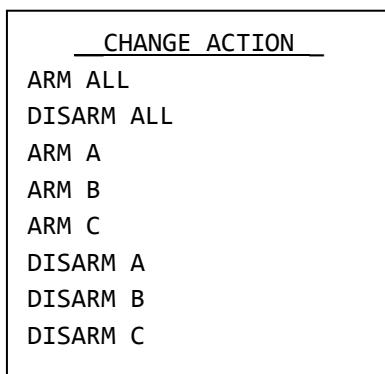 CHANGE ACTION
ARM ALL
DISARM ALL
ARM A
ARM B
ARM C
DISARM A
DISARM B
DISARM C